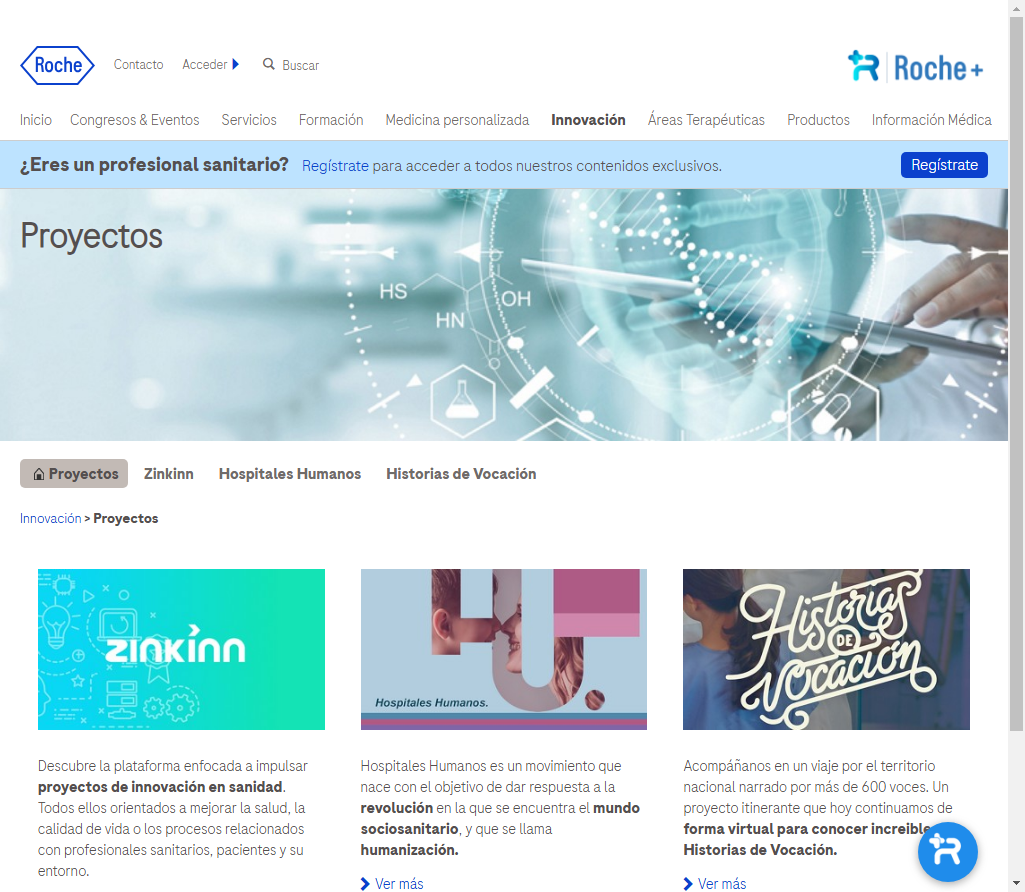 Roche
Contacto
Acceder
Buscar
Roche+
Inicio
Congresos & Eventos
Servicios
Formación
Medicina personalizada
Innovación
Áreas Terapéuticas
Productos
Información Médica
¿Eres un profesional sanitario?
Regístrate para acceder a todos nuestros contenidos exclusivos.
Regístrate
Proyectos
HS
OH
HN
Proyectos
Zinkinn
Hospitales Humanos
Historias de Vocación
Innovación > Proyectos
zinkinn
Descubre la plataforma enfocada a impulsar
proyectos de innovación en sanidad.
Todos ellos orientados a mejorar la salud, la
calidad de vida o los procesos relacionados
con profesionales sanitarios, pacientes y su
entorno.
Hospitales Humanos.
Hospitales Humanos es un movimiento que
nace con el objetivo de dar respuesta a la
revolución en la que se encuentra el mundo
sociosanitario, y que se llama
humanización.
Ver más
Historias
DE
Vocación
Acompáñanos en un viaje por el territorio
nacional narrado por más de 600 voces. Un
proyecto itinerante que hoy continuamos de
forma virtual para conocer increible
Historias de Vocación.
Ver más